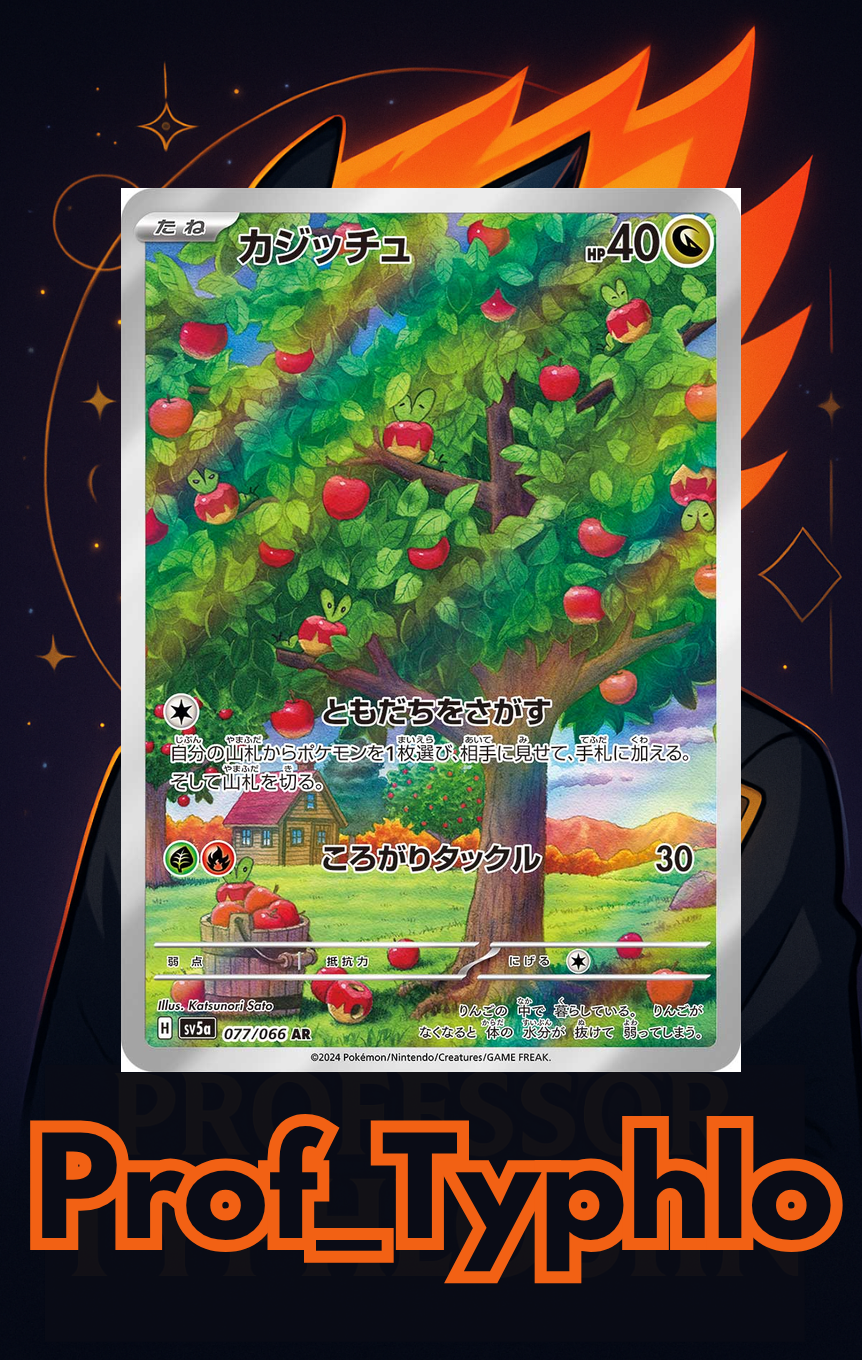 たね
カジッチュ
HP40
ともだちをさがす
自分の山札からポケモンを1枚選び、相手に見せて、手札に加える。
そして山札を切る。
ころがりタックル 30
弱点 抵抗力 にげる
Illus. Katsunori Sato
りんごの 中で 暮らしている。 りんごが
なくなると 体の 水分が 抜けて 弱ってしまう。
H sv5a 077/066 AR
©2024 Pokémon/Nintendo/Creatures/GAME FREAK.
PROFESSOR
Prof_Typhlo